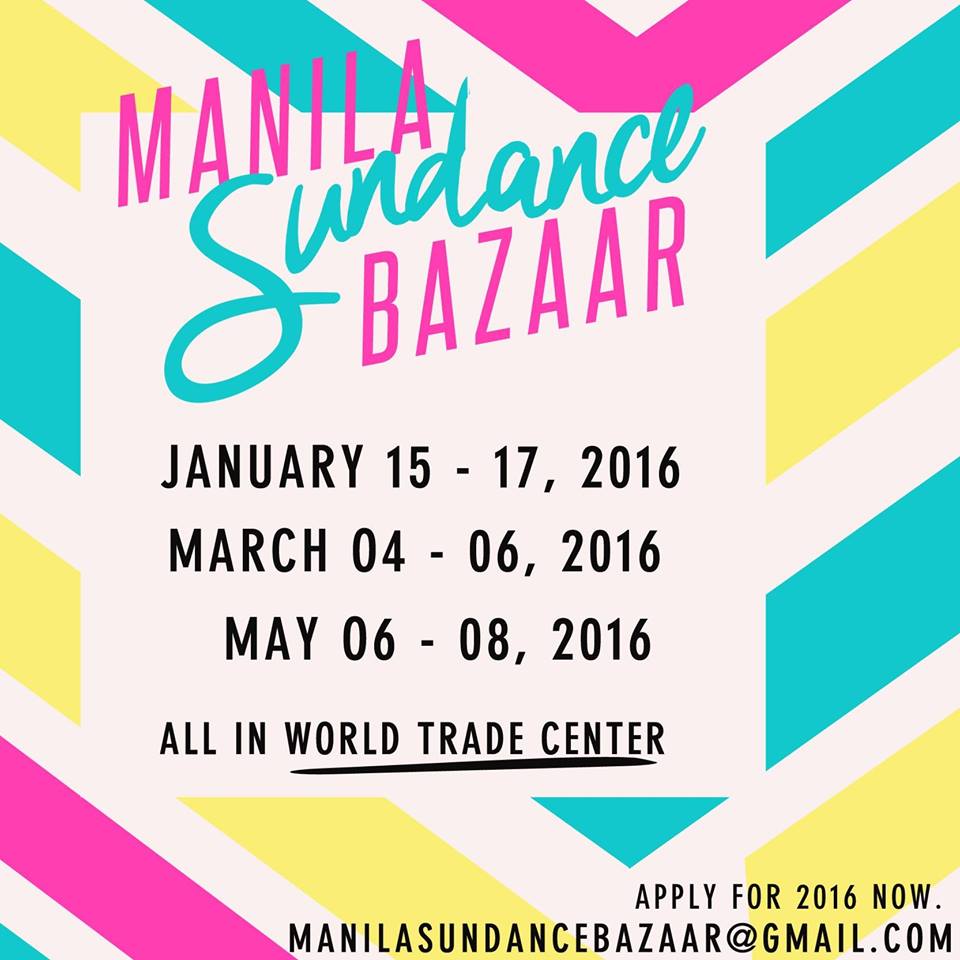 MANILA
Sundance
BAZAAR
JANUARY 15 - 17, 2016
MARCH 04 - 06, 2016
MAY 06 - 08, 2016
ALL IN WORLD TRADE CENTER
APPLY FOR 2016 NOW.
MANILASUNDANCEBAZAAR@GMAIL.COM